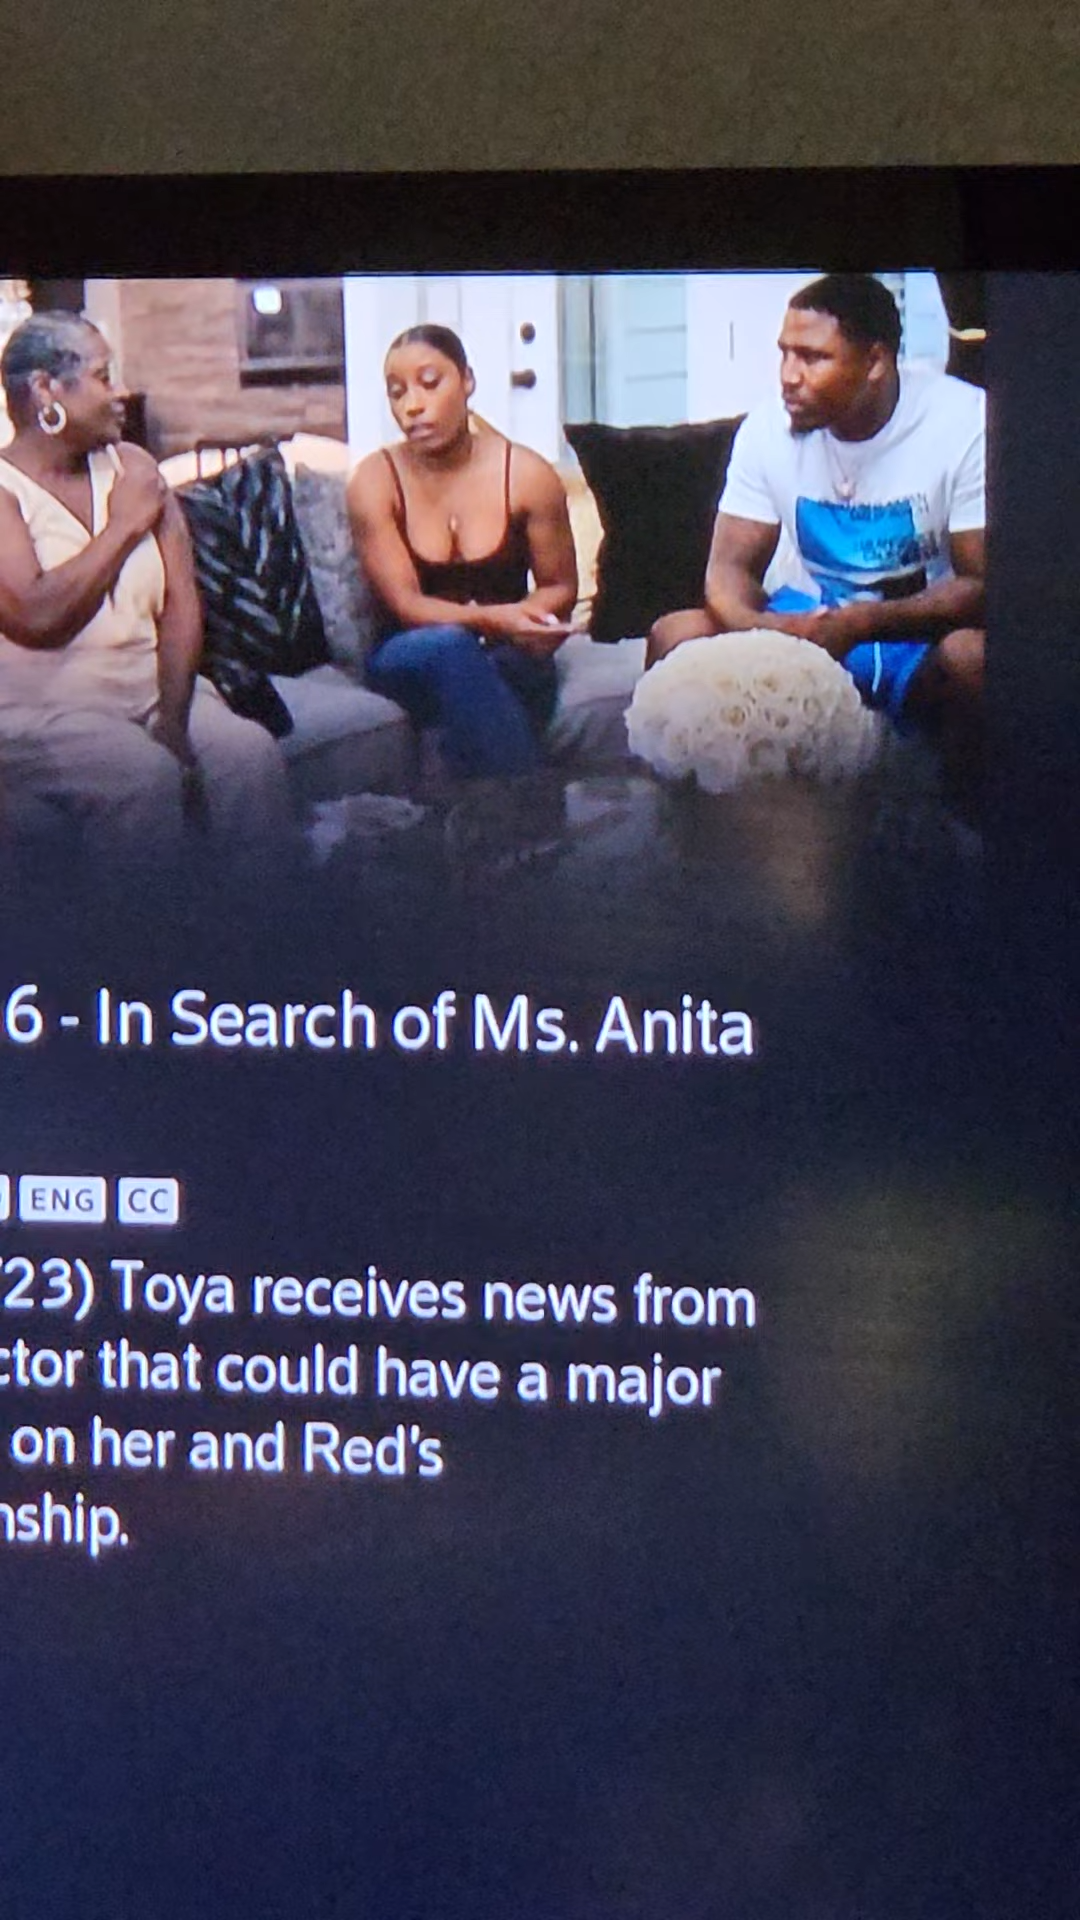 6 - In Search of Ms. Anita
ENG CC
23) Toya receives news from
ctor that could have a major
on her and Red's
nship.